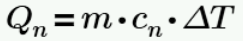 Qₙ = m · cₙ · ΔT